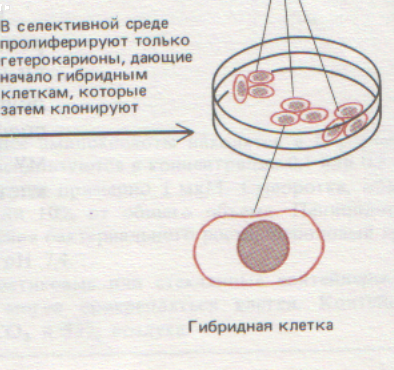 В селективной среде
пролиферируют только
гетерокарионы, дающие
начало гибридным
клеткам, которые
затем клонируют
Гибридная клетка